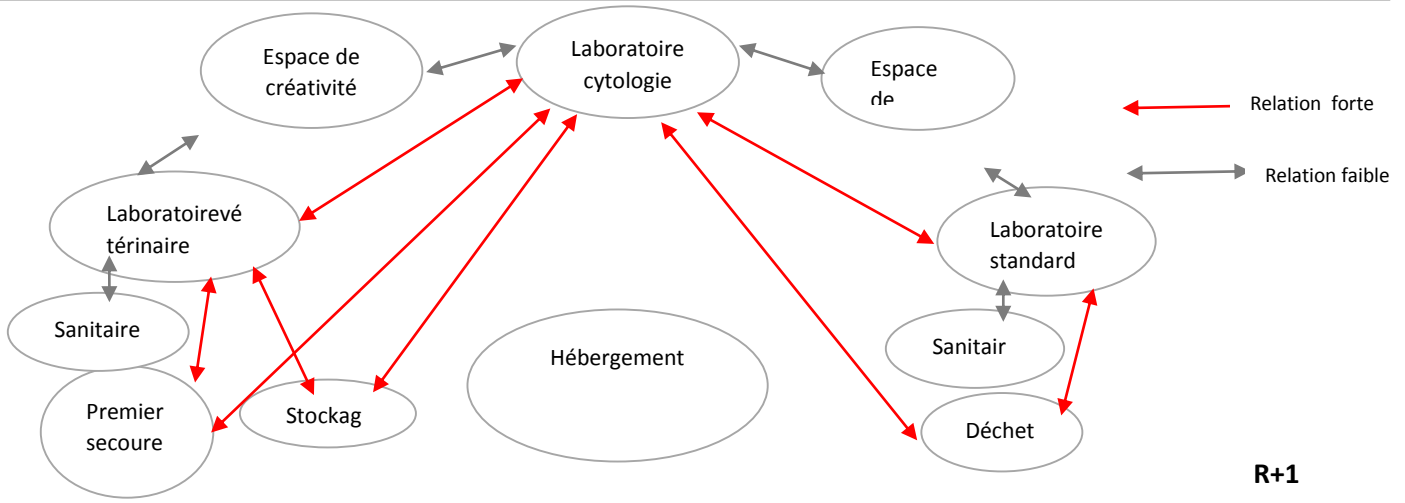 Espace de
créativité
Laboratoire
cytologie
Espace
de
Relation forte
Relation faible
Laboratoirevé
térinaire
Laboratoire
standard
Sanitaire
Hébergement
Sanitair
Premier
secoure
Stockag
Déchet
R+1